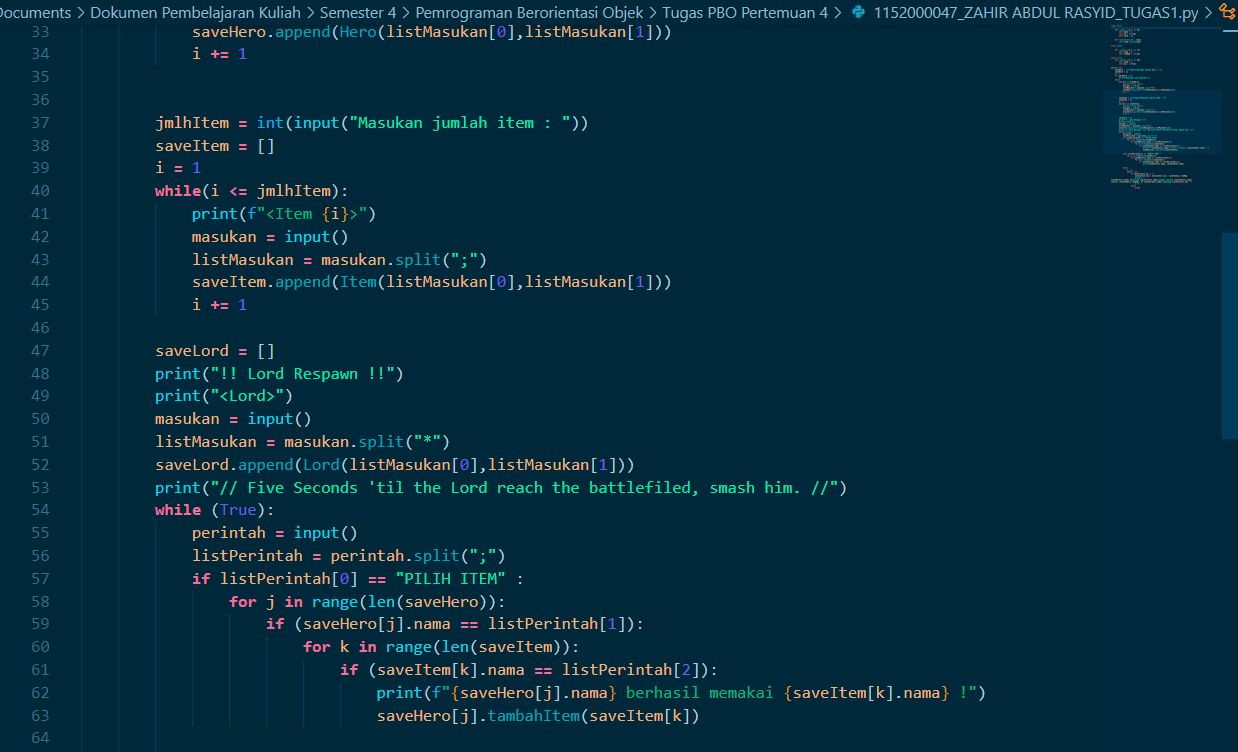 Documents > Dokumen Pembelajaran Kuliah > Semester 4 > Pemrograman Berorientasi Objek > Tugas PBO Pertemuan 4 > 1152000047_ZAHIR ABDUL RASYID_TUGAS1.py >
33 saveHero.append(Hero(listMasukan[0],listMasukan[1]))
34 i += 1
35
36
37 jmlhItem = int(input("Masukan jumlah item : "))
38 saveItem = []
39 i = 1
40 while(i <= jmlhItem):
41 print(f"<Item {i}>")
42 masukan = input()
43 listMasukan = masukan.split(";")
44 saveItem.append(Item(listMasukan[0],listMasukan[1]))
45 i += 1
46
47 saveLord = []
48 print("!! Lord Respawn !!")
49 print("<Lord>")
50 masukan = input()
51 listMasukan = masukan.split("*")
52 saveLord.append(Lord(listMasukan[0],listMasukan[1]))
53 print("// Five Seconds 'til the Lord reach the battlefiled, smash him. //")
54 while (True):
55 perintah = input()
56 listPerintah = perintah.split(";")
57 if listPerintah[0] == "PILIH ITEM" :
58 for j in range(len(saveHero)):
59 if (saveHero[j].nama == listPerintah[1]):
60 for k in range(len(saveItem)):
61 if (saveItem[k].nama == listPerintah[2]):
62 print(f"{saveHero[j].nama} berhasil memakai {saveItem[k].nama} !")
63 saveHero[j].tambahItem(saveItem[k])
64